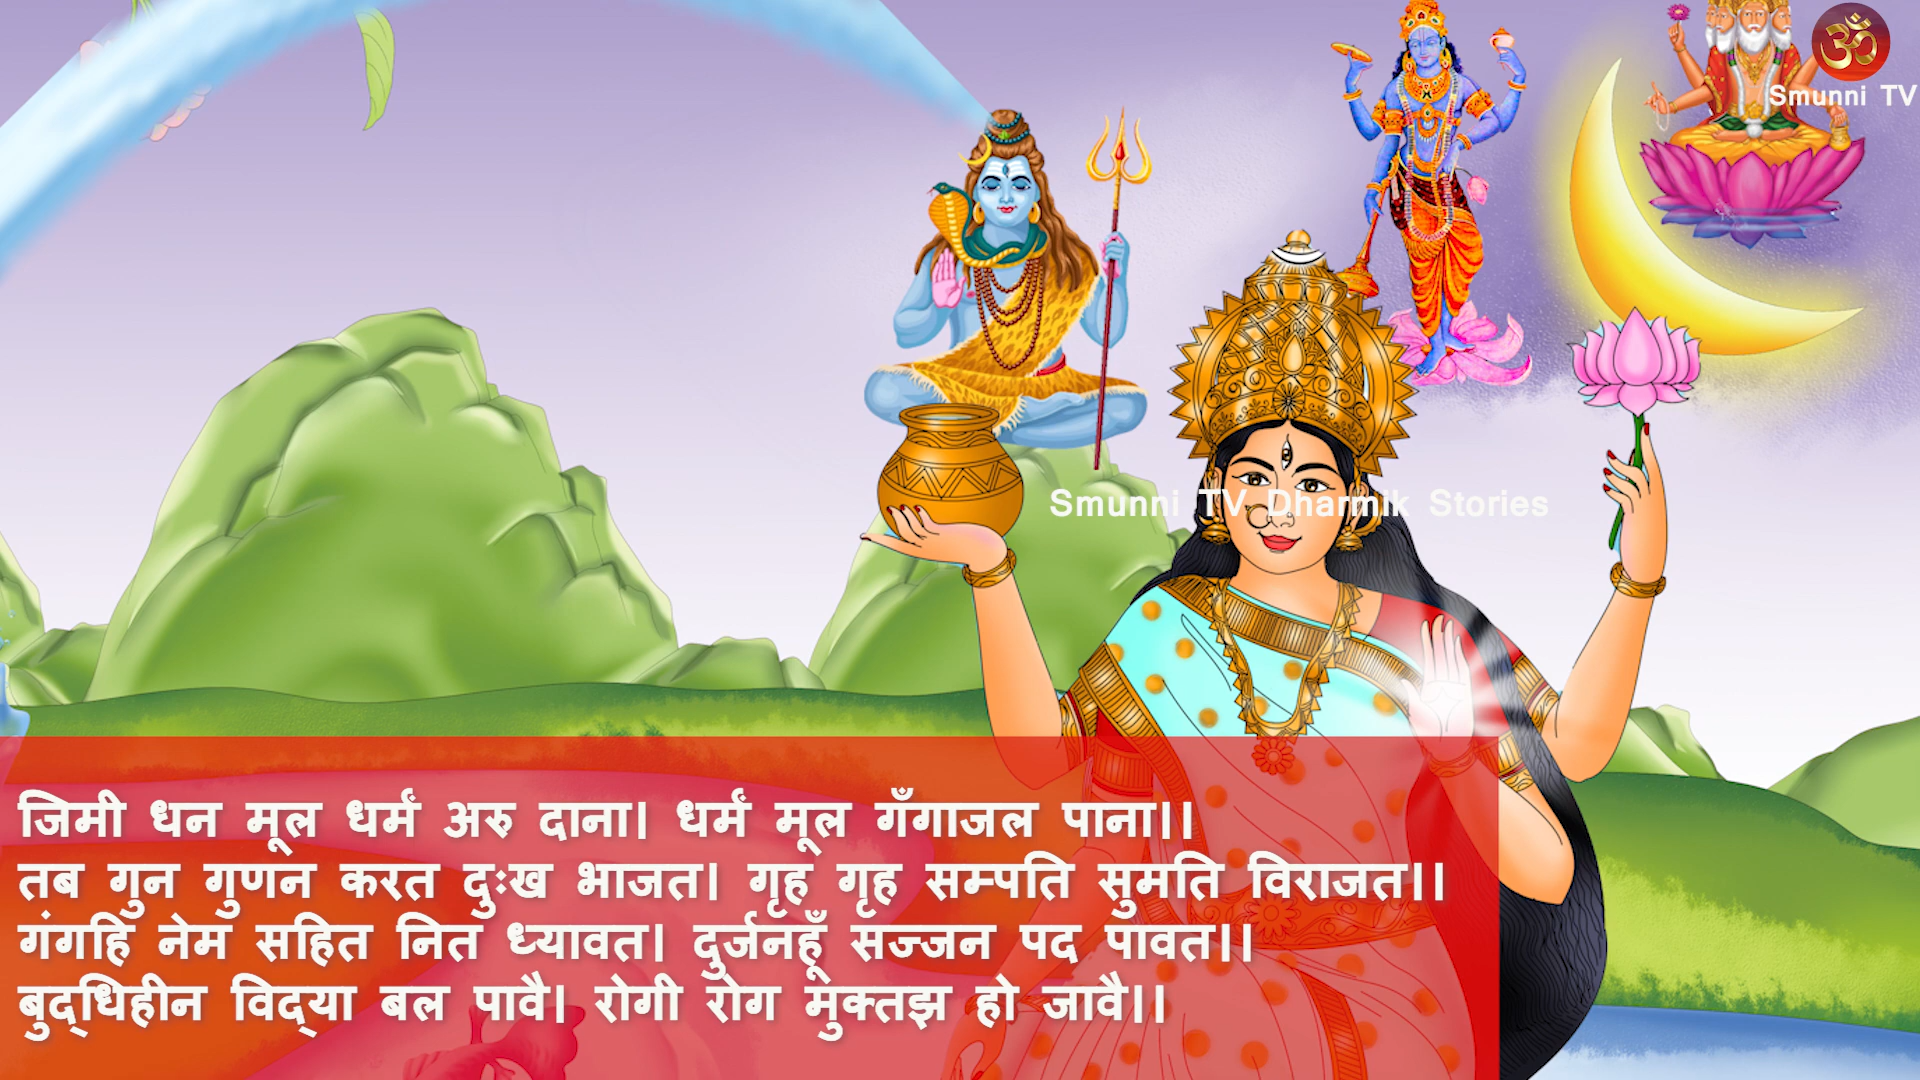 ॐ
Smunni TV
Smunni TV Dharmik Stories
जिमी धन मूल धर्मं अरु दाना। धर्मं मूल गँगाजल पाना।।
तब गुन गुणन करत दुःख भाजत। गृह गृह सम्पति सुमति विराजत।।
गंगहि नेम सहित नित ध्यावत। दुर्जनहूँ सज्जन पद पावत।।
बुद्धिहीन विद्या बल पावै। रोगी रोग मुक्तझ हो जावै।।